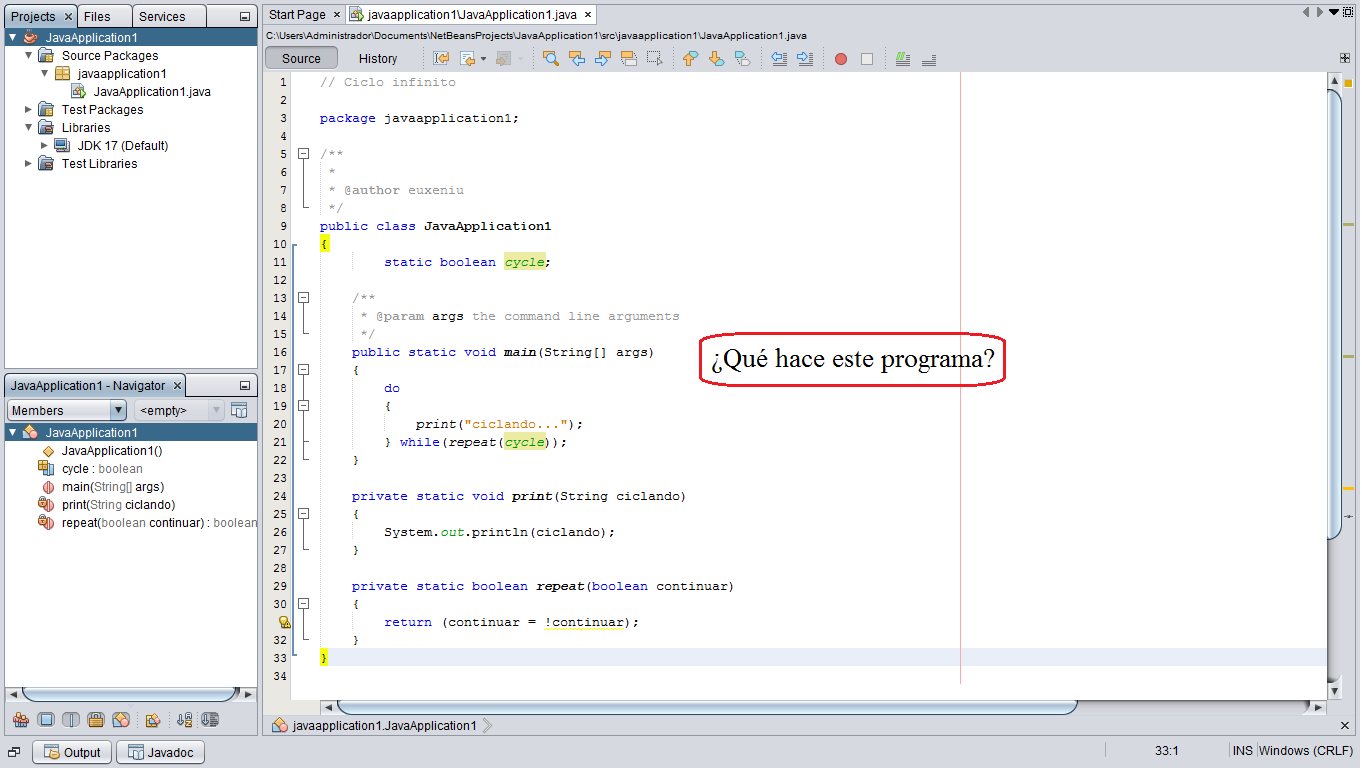 Projects
Files
Services
JavaApplication1
Source Packages
javaapplication1
JavaApplication1.java
Test Packages
Libraries
JDK 17 (Default)
Test Libraries
JavaApplication1 - Navigator
Members
<empty>
JavaApplication1
JavaApplication1()
cycle : boolean
main(String[] args)
print(String ciclando)
repeat(boolean continuar) : boolean
Start Page
javaapplication1\JavaApplication1.java
C:\Users\Administrador\Documents\NetBeansProjects\JavaApplication1\src\javaapplication1\JavaApplication1.java
Source
History
1 // Ciclo infinito
2
3 package javaapplication1;
4
5 /**
6 *
7 * @author euxeniu
8 */
9 public class JavaApplication1
10 {
11 static boolean cycle;
12
13 /**
14 * @param args the command line arguments
15 */
16 public static void main(String[] args)
17 {
18 do
19 {
20 print("ciclando...");
21 } while(repeat(cycle));
22 }
23
24 private static void print(String ciclando)
25 {
26 System.out.println(ciclando);
27 }
28
29 private static boolean repeat(boolean continuar)
30 {
return (continuar = !continuar);
32 }
33 }
34
¿Qué hace este programa?
javaapplication1.JavaApplication1
Output
Javadoc
33:1
INS
Windows (CRLF)